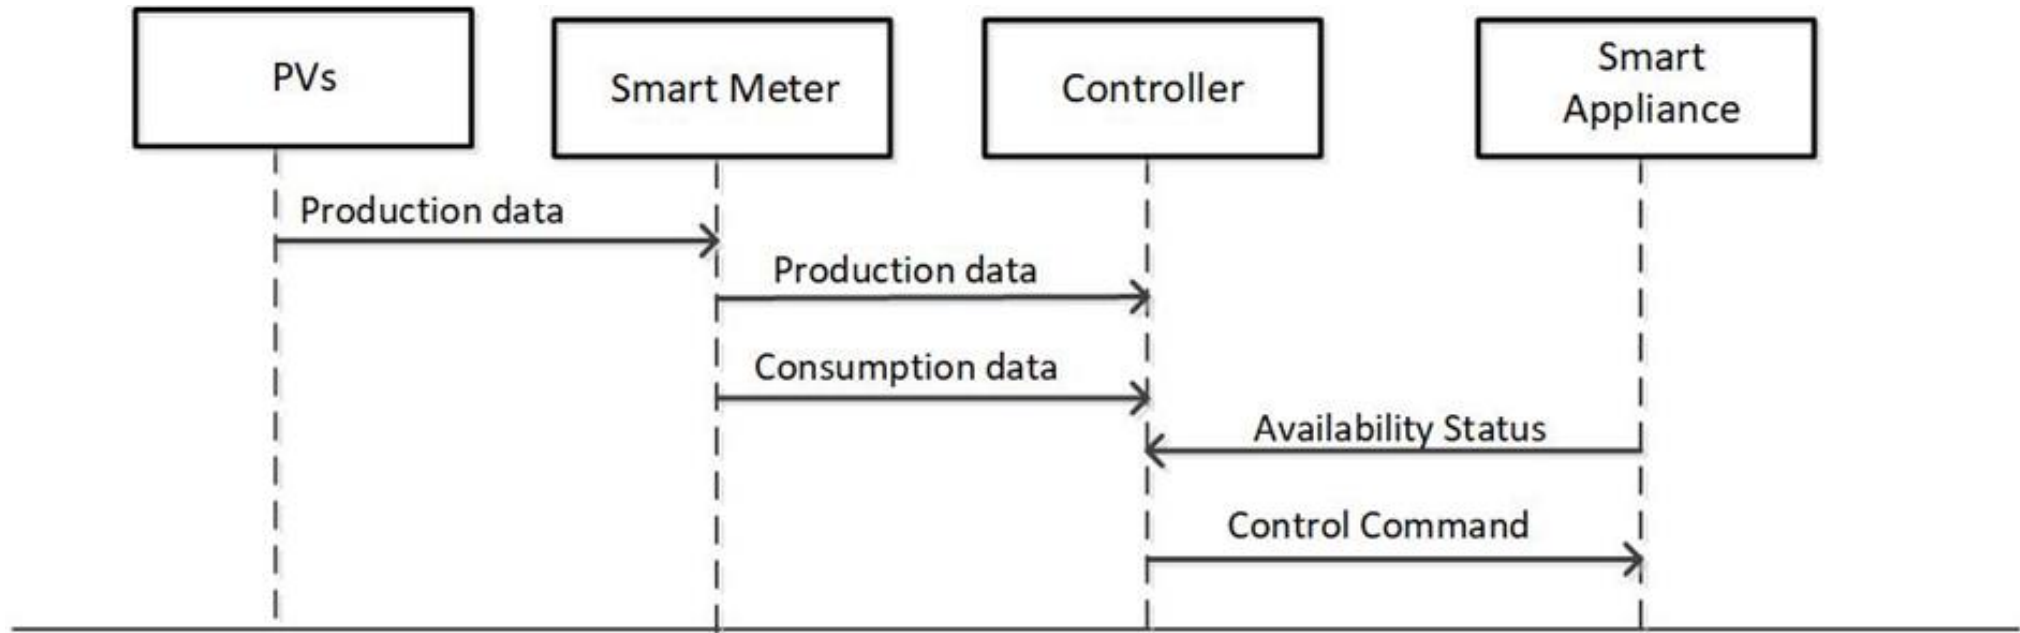 PVs
Smart Meter
Controller
Smart
Appliance
Production data
Production data
Consumption data
Availability Status
Control Command